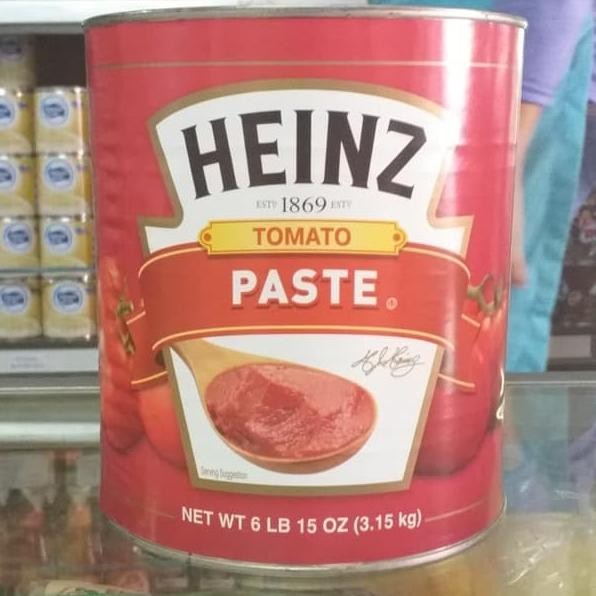 HEINZ
ESTD 1869 ESTD
TOMATO
PASTE
Serving Suggestion
NET WT 6 LB 15 OZ (3.15 kg)